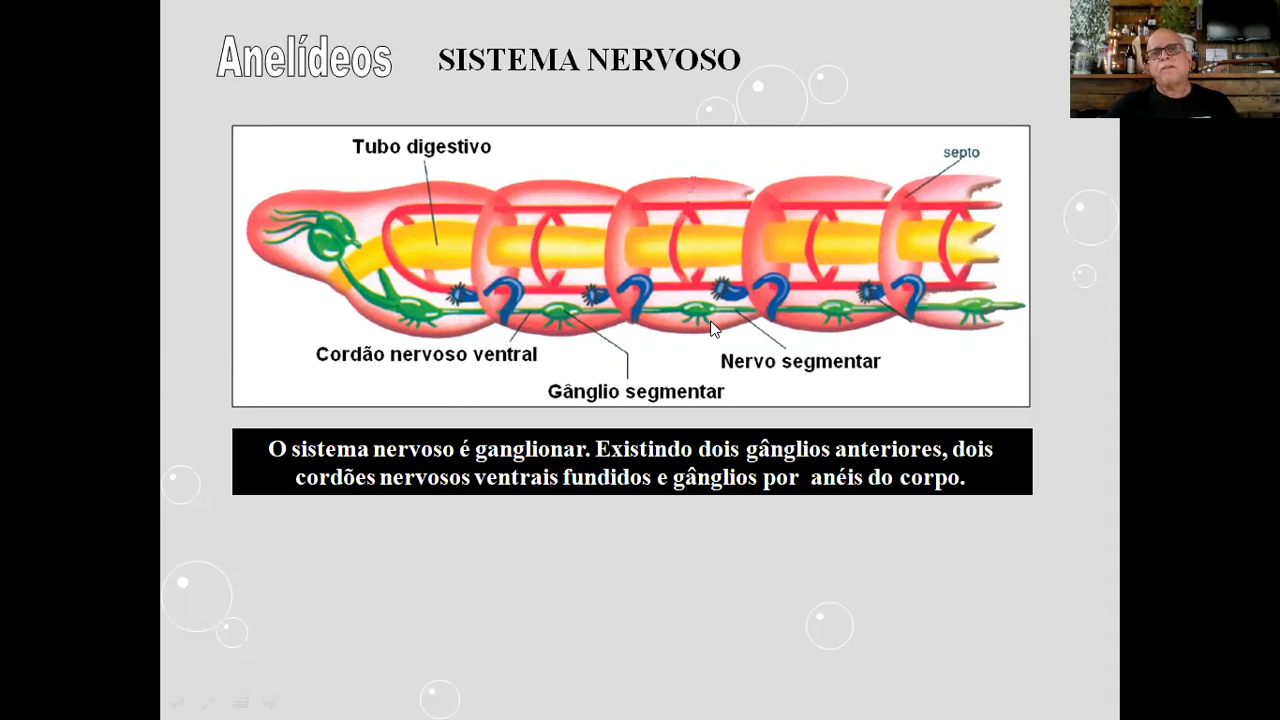 Anelídeos SISTEMA NERVOSO
Tubo digestivo
septo
Cordão nervoso ventral
Nervo segmentar
Gânglio segmentar
O sistema nervoso é ganglionar. Existindo dois gânglios anteriores, dois
cordões nervosos ventrais fundidos e gânglios por anéis do corpo.